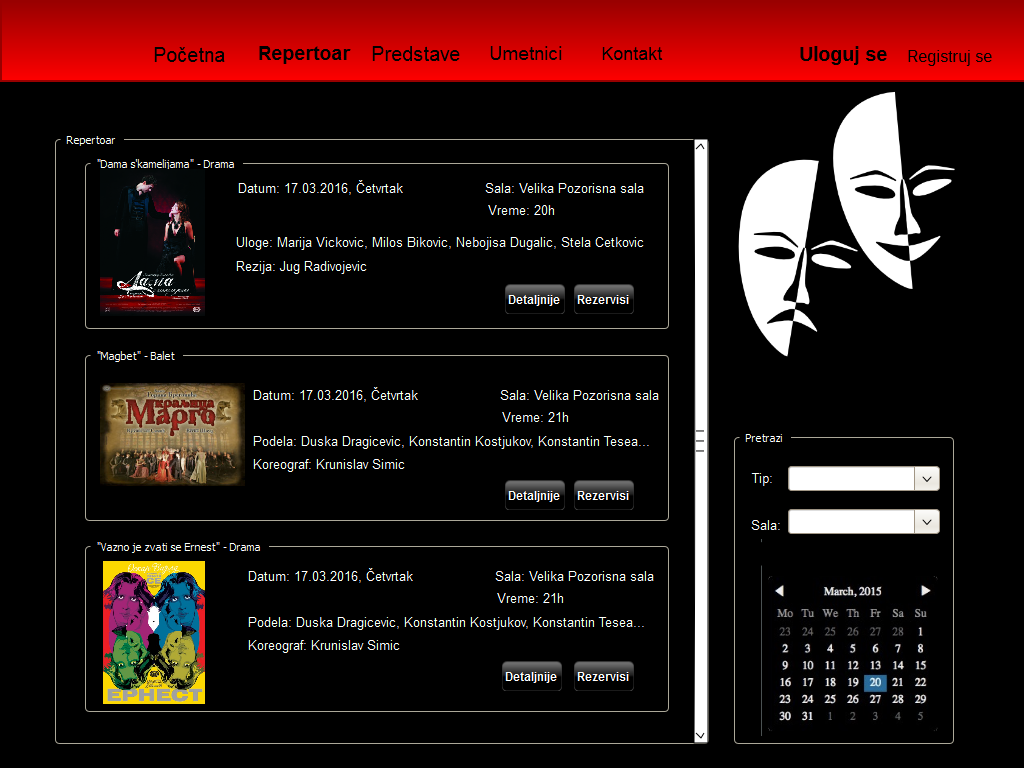 Početna Repertoar Predstave Umetnici Kontakt Uloguj se Registruj se
Repertoar
"Dama s'kamelijama" - Drama
Datum: 17.03.2016, Četvrtak Sala: Velika Pozorisna sala
Vreme: 20h
Uloge: Marija Vickovic, Milos Bikovic, Nebojisa Dugalic, Stela Cetkovic
Rezija: Jug Radivojevic
Дама
Detaljnije Rezervisi
"Magbet" - Balet
краљица
Марго
Datum: 17.03.2016, Četvrtak Sala: Velika Pozorisna sala
Vreme: 21h
Podela: Duska Dragicevic, Konstantin Kostjukov, Konstantin Tesea...
Koreograf: Krunislav Simic
Detaljnije Rezervisi
"Vazno je zvati se Ernest" - Drama
Datum: 17.03.2016, Četvrtak Sala: Velika Pozorisna sala
Vreme: 21h
Podela: Duska Dragicevic, Konstantin Kostjukov, Konstantin Tesea...
Koreograf: Krunislav Simic
ЕРНЕСТ
Detaljnije Rezervisi
Pretrazi
Tip:
Sala:
March, 2015
Mo Tu We Th Fr Sa Su
23 24 25 26 27 28 1
2 3 4 5 6 7 8
9 10 11 12 13 14 15
16 17 18 19 20 21 22
23 24 25 26 27 28 29
30 31 1 2 3 4 5